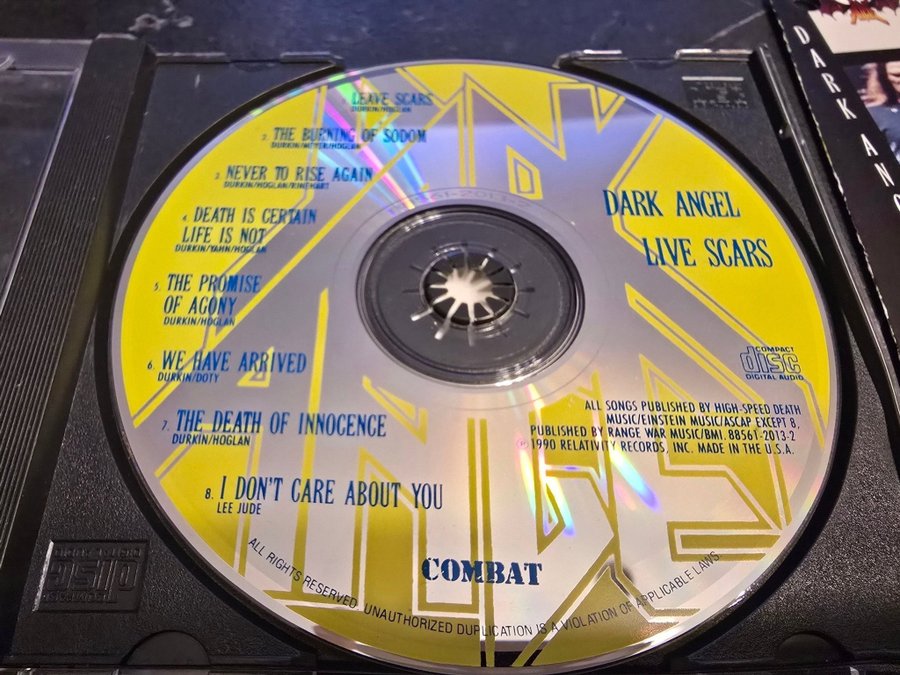 LEAVE SCARS
DURKIN/HOGLAN
2. THE BURNING OF SODOM
DURKIN/MEYER/HOGLAN
3. NEVER TO RISE AGAIN
DURKIN/HOGLAN/RINEHART
4. DEATH IS CERTAIN
LIFE IS NOT
DURKIN/YAHN/HOGLAN
5. THE PROMISE
OF AGONY
DURKIN/HOGLAN
6. WE HAVE ARRIVED
DURKIN/DOTY
7. THE DEATH OF INNOCENCE
DURKIN/HOGLAN
8. I DON'T CARE ABOUT YOU
LEE JUDE
DARK ANGEL
LIVE SCARS
COMPACT
disc
DIGITAL AUDIO
ALL SONGS PUBLISHED BY HIGH-SPEED DEATH
MUSIC/EINSTEIN MUSIC/ASCAP EXCEPT 8,
PUBLISHED BY RANGE WAR MUSIC/BMI. 88561-2013-2
℗ 1990 RELATIVITY RECORDS, INC. MADE IN THE U.S.A.
COMBAT
ALL RIGHTS RESERVED. UNAUTHORIZED DUPLICATION IS A VIOLATION OF APPLICABLE LAWS
DARK AN